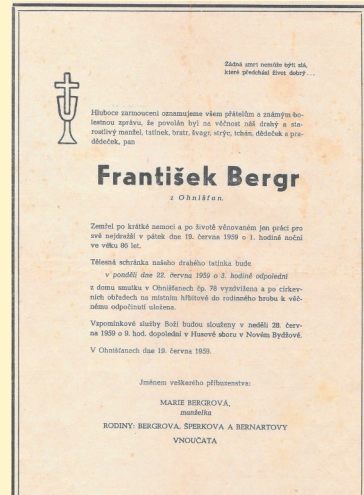 Žádná smrt nemůže býti zlá,
které předchází život dobrý...
Hluboce zarmouceni oznamujeme všem přátelům a známým bo-
lestnou zprávu, že povolán byl na věčnost náš drahý a sta-
rostlivý manžel, tatínek, bratr, švagr, strýc, tchán, dědeček a pra-
dědeček, pan
František Bergr
z Ohnišťan.
Zemřel po krátké nemoci a po životě věnovaném jen práci pro
své nejdražší v pátek dne 19. června 1959 o 1. hodině noční
ve věku 86 let.
Tělesná schránka našeho drahého tatínka bude
v pondělí dne 22. června 1959 o 3. hodině odpolední
z domu smutku v Ohnišťanech čp. 78 vyzdvižena a po církev-
ních obřadech na místním hřbitově do rodinného hrobu k věč-
nému odpočinutí uložena.
Vzpomínkové služby Boží budou slouženy v neděli 28. červ-
na 1959 o 9. hod. dopolední v Husově sboru v Novém Bydžově.
V Ohnišťanech dne 19. června 1959.
Jménem veškerého příbuzenstva:
MARIE BERGROVÁ,
manželka
RODINY: BERGROVA, ŠPERKOVA A BERNARTOVY
VNOUČATA